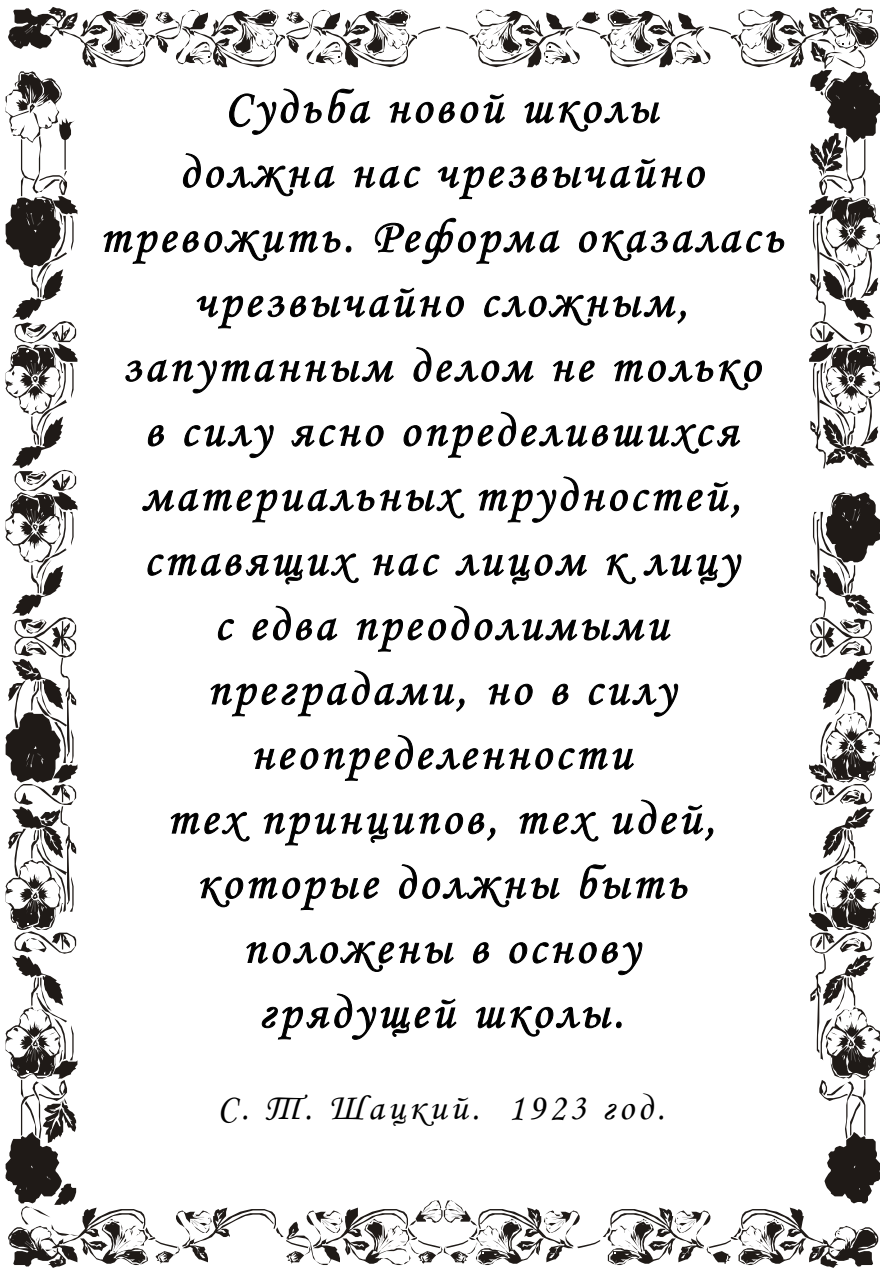 Судьба новой школы
должна нас чрезвычайно
тревожить. Реформа оказалась
чрезвычайно сложным,
запутанным делом не только
в силу ясно определившихся
материальных трудностей,
ставящих нас лицом к лицу
с едва преодолимыми
преградами, но в силу
неопределенности
тех принципов, тех идей,
которые должны быть
положены в основу
грядущей школы.
С. Т. Шацкий. 1923 год.